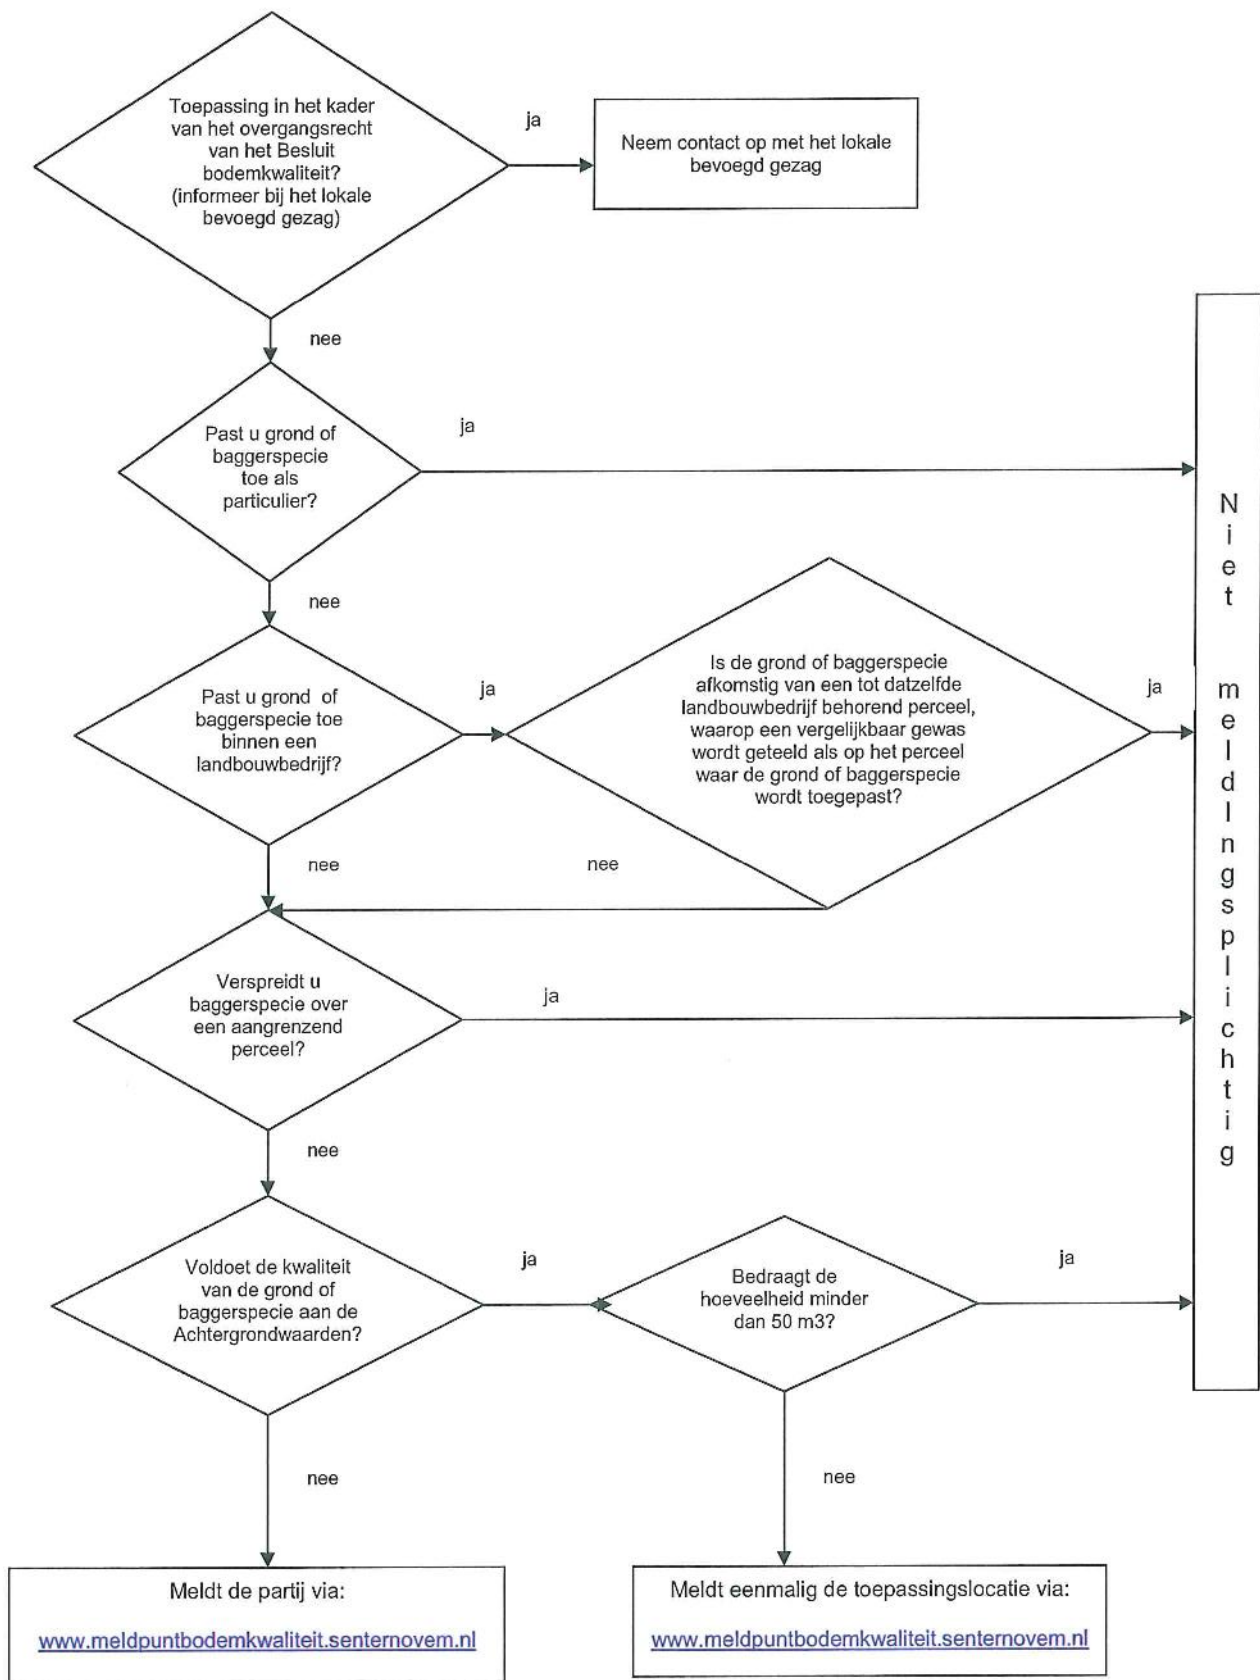 Toepassing in het kader
van het overgangsrecht
van het Besluit
bodemkwaliteit?
(informeer bij het lokale
bevoegd gezag)
ja
Neem contact op met het lokale
bevoegd gezag
nee
Past u grond of
baggerspecie
toe als
particulier?
ja
nee
Past u grond of
baggerspecie toe
binnen een
landbouwbedrijf?
ja
Is de grond of baggerspecie
afkomstig van een tot datzelfde
landbouwbedrijf behorend perceel,
waarop een vergelijkbaar gewas
wordt geteeld als op het perceel
waar de grond of baggerspecie
wordt toegepast?
ja
nee
nee
Verspreidt u
baggerspecie over
een aangrenzend
perceel?
ja
nee
Voldoet de kwaliteit
van de grond of
baggerspecie aan de
Achtergrondwaarden?
ja
Bedraagt de
hoeveelheid minder
dan 50 m3?
ja
nee
nee
Meldt de partij via:
www.meldpuntbodemkwaliteit.senternovem.nl
Meldt eenmalig de toepassingslocatie via:
www.meldpuntbodemkwaliteit.senternovem.nl
Niet meldIngsplichtig